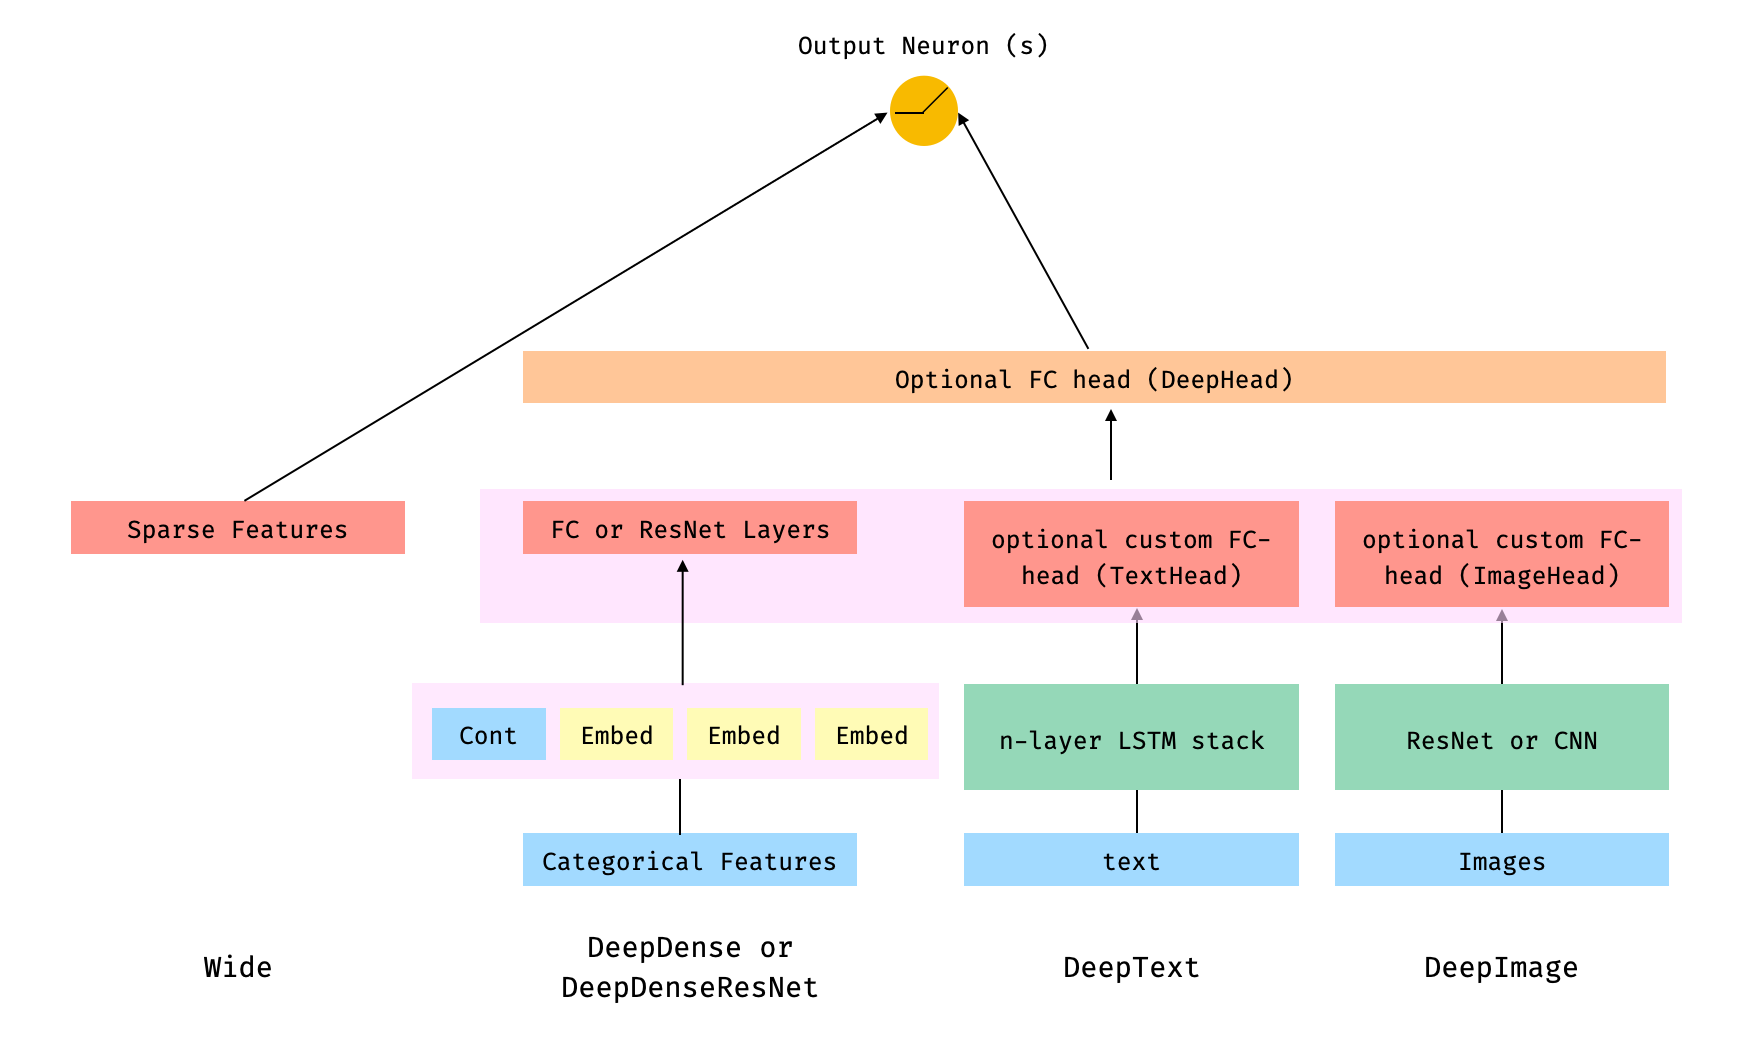 Output Neuron (s)
Optional FC head (DeepHead)
Sparse Features
FC or ResNet Layers
optional custom FC-
head (TextHead)
optional custom FC-
head (ImageHead)
Cont
Embed
Embed
Embed
n-layer LSTM stack
ResNet or CNN
Categorical Features
text
Images
Wide
DeepDense or
DeepDenseResNet
DeepText
DeepImage